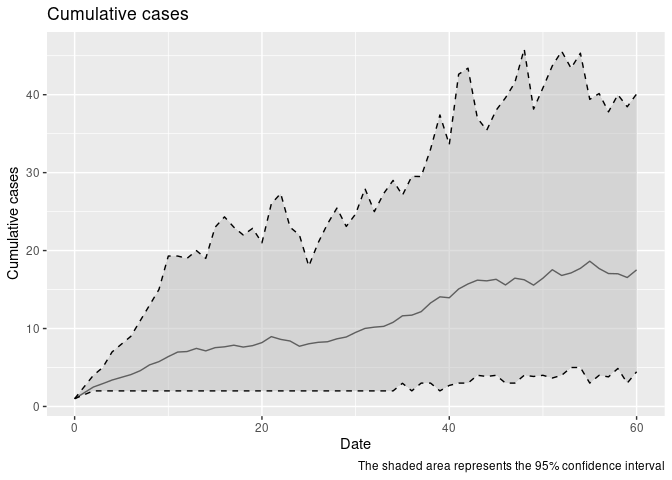 Cumulative cases
Cumulative cases
40
30
20
10
0
0 20 40 60
Date
The shaded area represents the 95% confidence interval